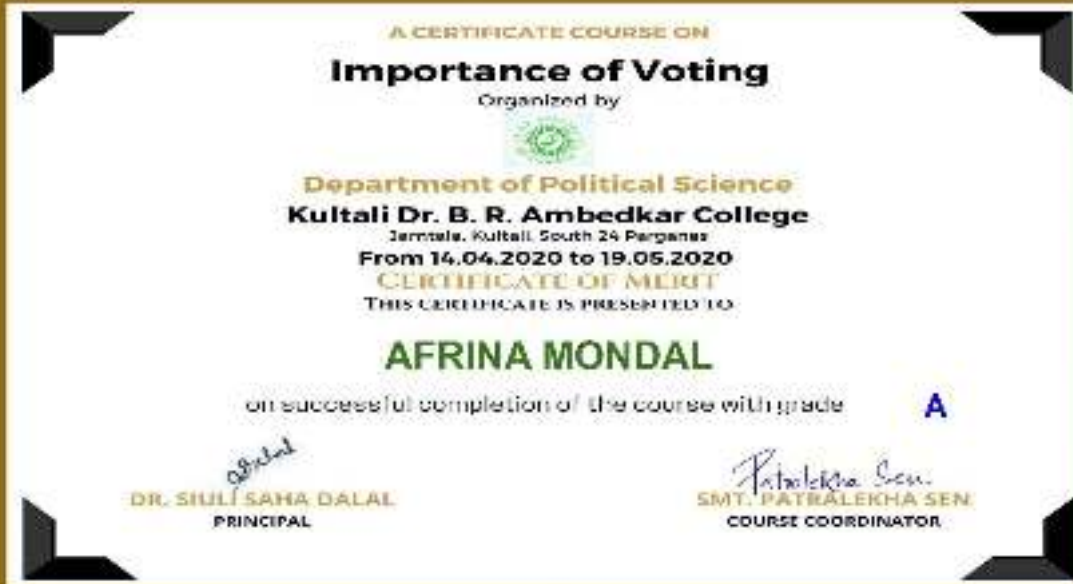 A CERTIFICATE COURSE ON
Importance of Voting
Organized by
Department of Political Science
Kultali Dr. B. R. Ambedkar College
Jamtala, Kultali, South 24 Parganas
From 14.04.2020 to 19.05.2020
CERTIFICATE OF MERIT
THIS CERTIFICATE IS PRESENTED TO
AFRINA MONDAL
on successful completion of the course with grade A
Patralekha Sen.
DR. SIULI SAHA DALAL
SMT. PATRALEKHA SEN
PRINCIPAL
COURSE COORDINATOR